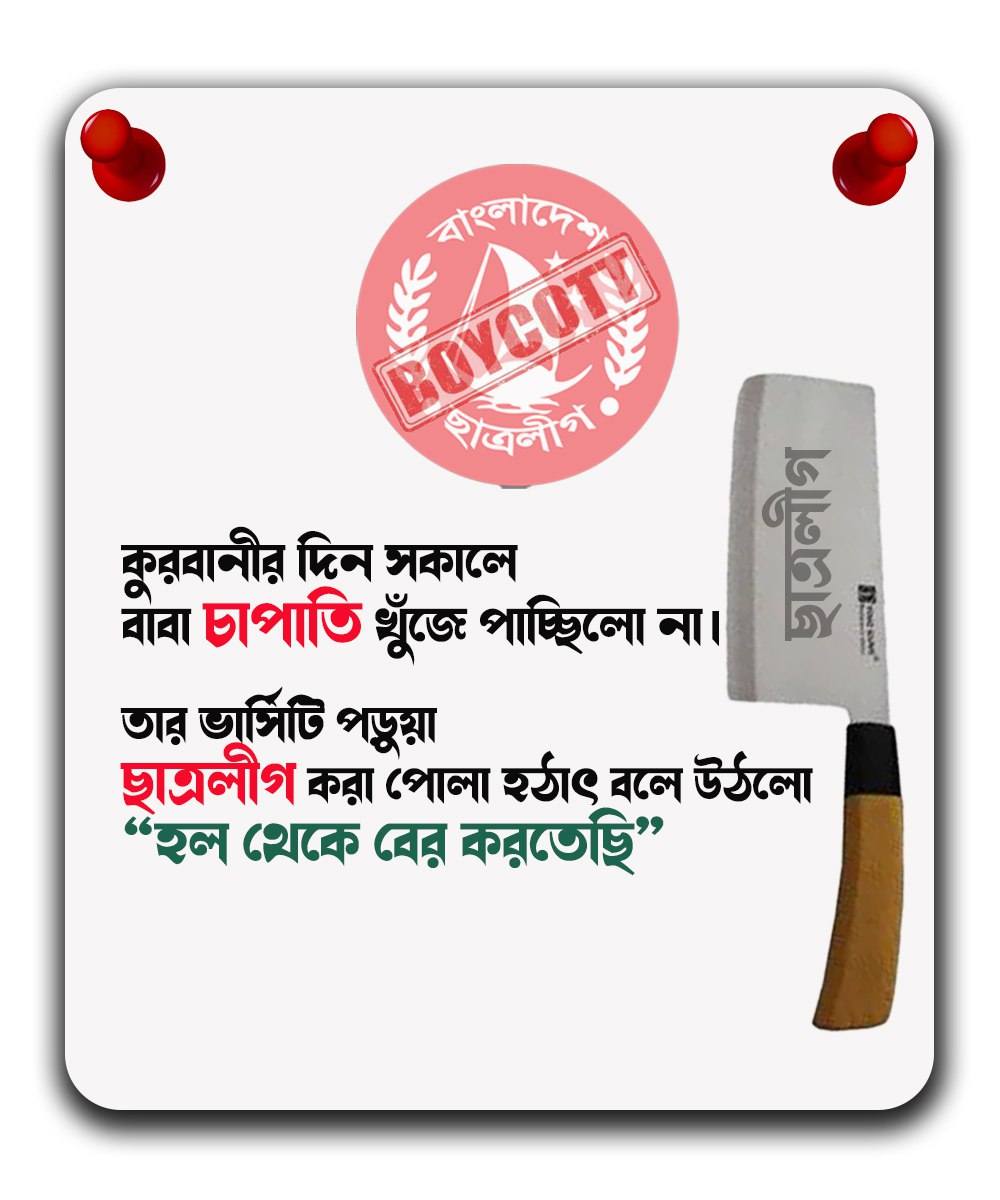 বাংলাদেশ
BOYCOTT
ছাত্রলীগ
ছাত্রলীগ
কুরবানীর দিন সকালে
বাবা চাপাতি খুঁজে পাচ্ছিলো না।
তার ভার্সিটি পড়ুয়া
ছাত্রলীগ করা পোলা হঠাৎ বলে উঠলো
“হল থেকে বের করতেছি”